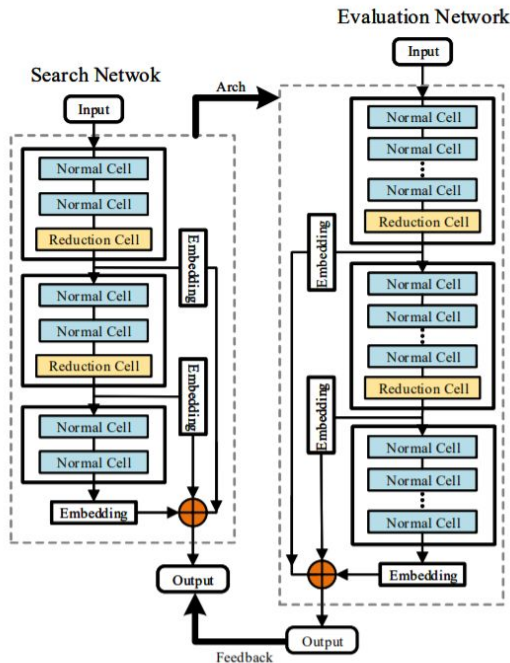 Evaluation Network
Input
Search Netwok
Arch
Input
Normal Cell
Normal Cell
Reduction Cell
Embedding
Normal Cell
Normal Cell
Reduction Cell
Embedding
Normal Cell
Normal Cell
Embedding
Output
Normal Cell
Normal Cell
Normal Cell
Reduction Cell
Embedding
Normal Cell
Normal Cell
Normal Cell
Reduction Cell
Embedding
Normal Cell
Normal Cell
Normal Cell
Embedding
Output
Feedback